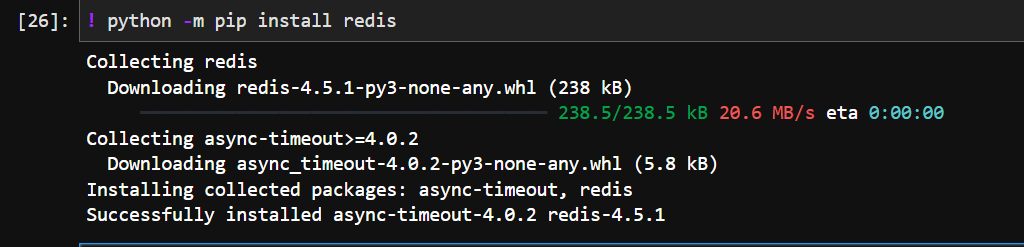 [26]: ! python -m pip install redis
Collecting redis
  Downloading redis-4.5.1-py3-none-any.whl (238 kB)
238.5/238.5 kB 20.6 MB/s eta 0:00:00
Collecting async-timeout>=4.0.2
  Downloading async_timeout-4.0.2-py3-none-any.whl (5.8 kB)
Installing collected packages: async-timeout, redis
Successfully installed async-timeout-4.0.2 redis-4.5.1